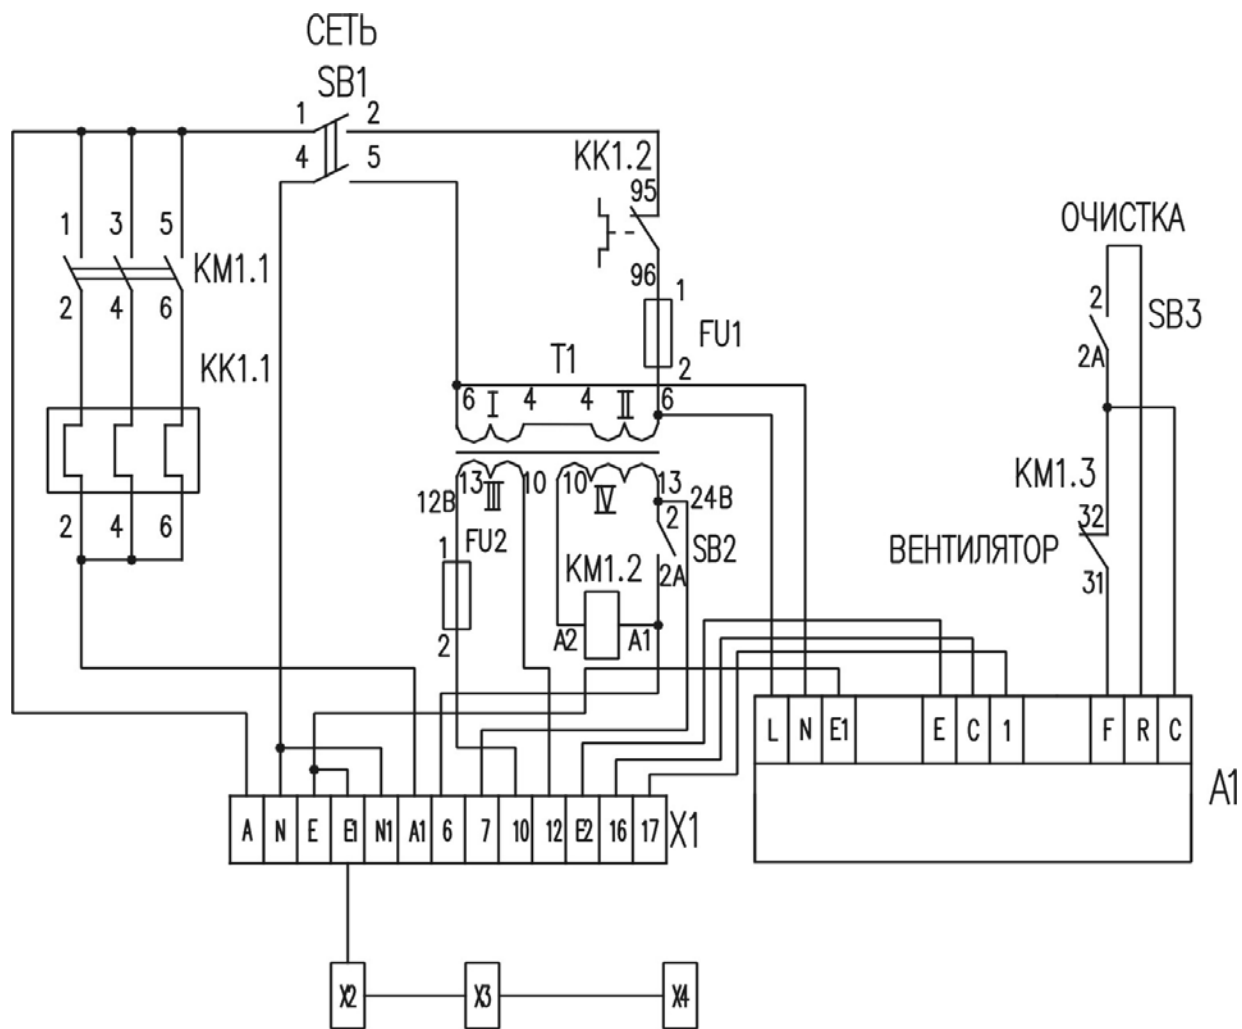 СЕТЬ
SB1
1 2
4 5
KK1.2
95
96
1 3 5
KM1.1
2 4 6
KK1.1
2 4 6
1
FU1
2
T1
6 I 4 4 II 6
13 III 10 10 IV 13
12В
24В
1
FU2
2
2
SB2
2A
KM1.2
A2 A1
ОЧИСТКА
2
SB3
2A
KM1.3
32
ВЕНТИЛЯТОР
31
L N E1 E C 1 F R C
A1
A N E E1 N1 A1 6 7 10 12 E2 16 17
X1
X2 X3 X4